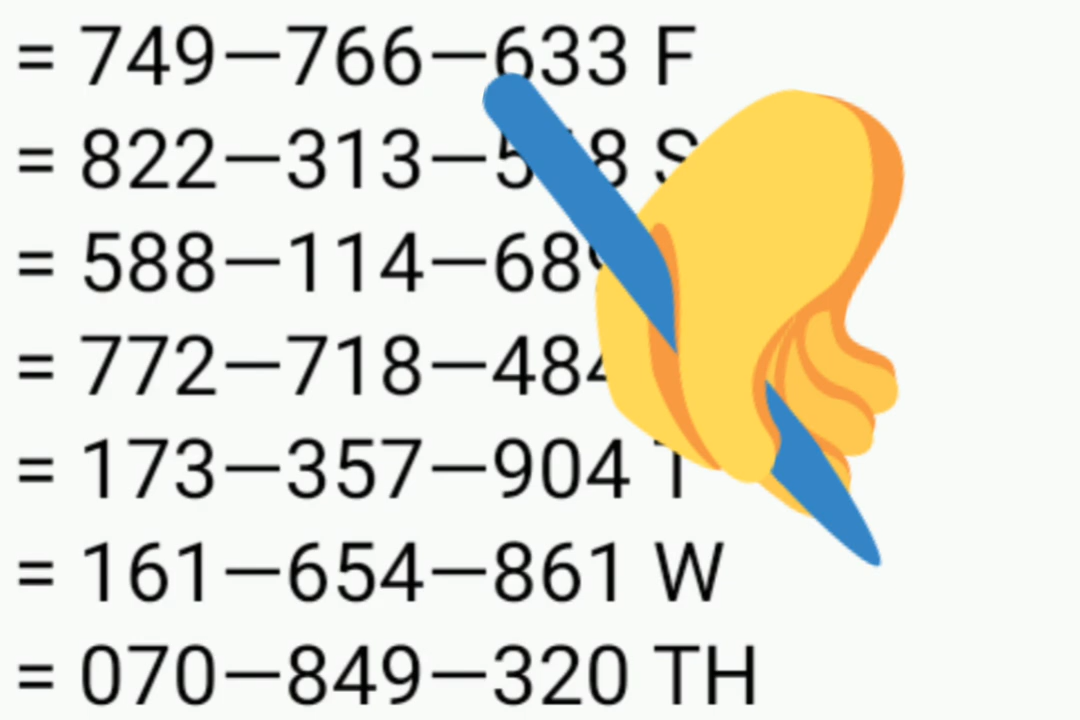 = 749—766—633 F
= 822—313—
= 588—114—
= 772—718—484
= 173—357—904 T
= 161—654—861 W
= 070—849—320 TH